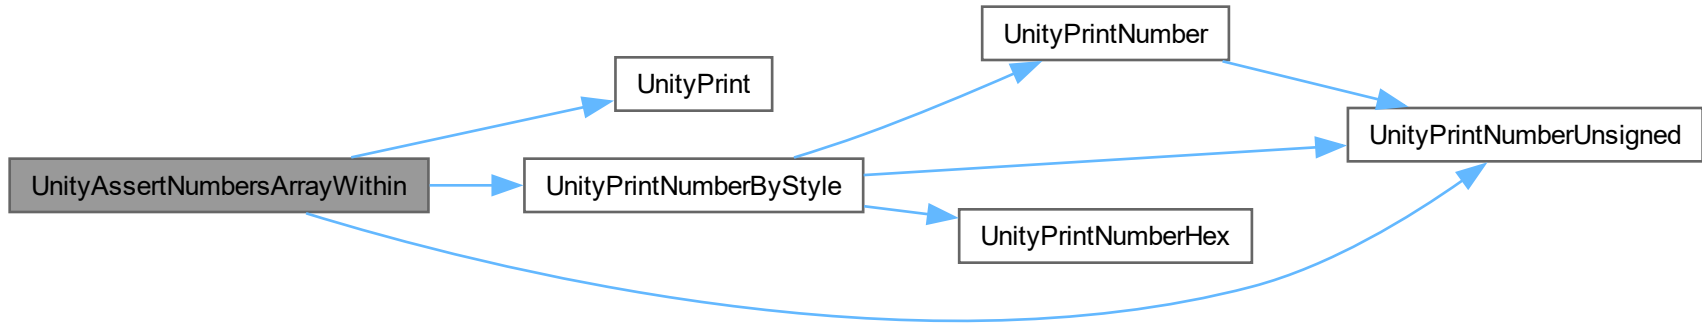 UnityAssertNumbersArrayWithin
UnityPrint
UnityPrintNumberByStyle
UnityPrintNumber
UnityPrintNumberUnsigned
UnityPrintNumberHex